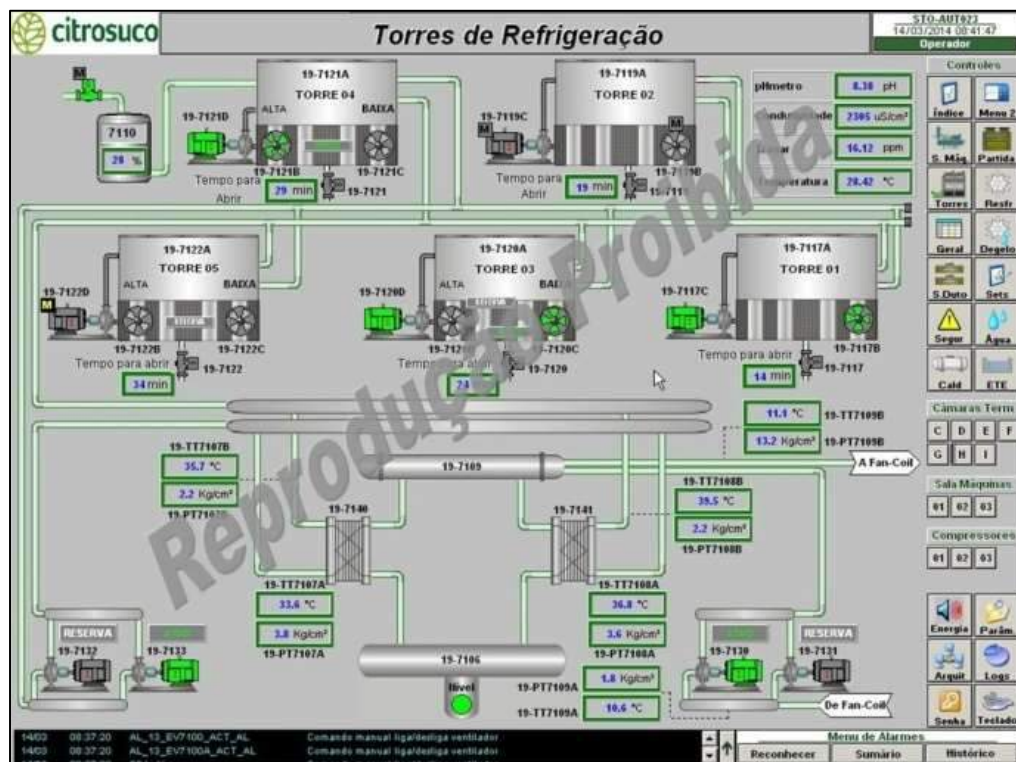 citrosuco
Torres de Refrigeração
STO-AUT023
14/03/2014 08:41:47
Operador
Controles
Índice
Menu 2
S. Máq
Partida
Torres
Resfr
Geral
Degelo
S.Duto
Sets
Segur
Água
Cald
ETE
Câmaras Term
C D E F
G H I
Sala Máquinas
01 02 03
Compressores
01 02 03
Energia
Parâm.
Arquit
Logs
Senha
Teclado
M
7110
28 %
19-7121A
TORRE 04
ALTA
BAIXA
19-7121D
19-7121B
19-7121C
Tempo para
Abrir
29 min
19-7121
19-7119A
TORRE 02
19-7119C
M
M
Tempo para
Abrir
19 min
pHmetro
8.30 pH
2305 uS/cm²
16.12 ppm
Temperatura
28.42 °C
19-7122A
TORRE 05
ALTA
BAIXA
19-7122D
M
19-7122B
19-7122C
Tempo para abrir
34 min
19-7122
19-7120A
TORRE 03
ALTA
BAIXA
19-7120D
19-7120C
Tempo para abrir
24
19-7120
19-7117A
TORRE 01
19-7117C
19-7117B
Tempo para abrir
14 min
19-7117
11.1 °C
19-TT7109B
13.2 Kg/cm²
19-PT7109B
A Fan-Coil
19-7109
19-TT7107B
35.7 °C
2.2 Kg/cm²
19-PT7107B
19-7140
19-7141
19-TT7108B
39.5 °C
2.2 Kg/cm²
19-PT7108B
19-TT7107A
33.6 °C
3.8 Kg/cm²
19-PT7107A
19-TT7108A
36.8 °C
3.6 Kg/cm²
19-PT7108A
RESERVA
19-7132
19-7133
19-7106
Nível
1.8 Kg/cm²
19-PT7109A
10.6 °C
19-TT7109A
19-7130
RESERVA
19-7131
De Fan-Coil
Reprodução Proibida
14/03 08:37:20 AL_13_EV7100_ACT_AL Comando manual liga/desliga ventilador
14/03 08:37:20 AL_13_EV7100A_ACT_AL Comando manual liga/desliga ventilador
Menu de Alarmes
Reconhecer
Sumário
Histórico